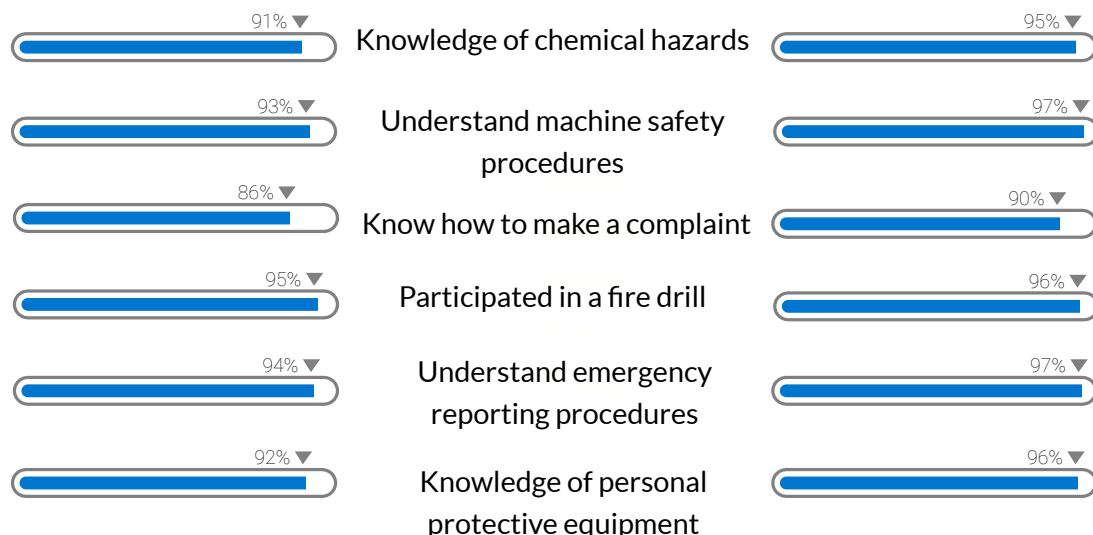 91%
Knowledge of chemical hazards
95%
93%
Understand machine safety
procedures
97%
86%
Know how to make a complaint
90%
95%
Participated in a fire drill
96%
94%
Understand emergency
reporting procedures
97%
92%
Knowledge of personal
protective equipment
96%